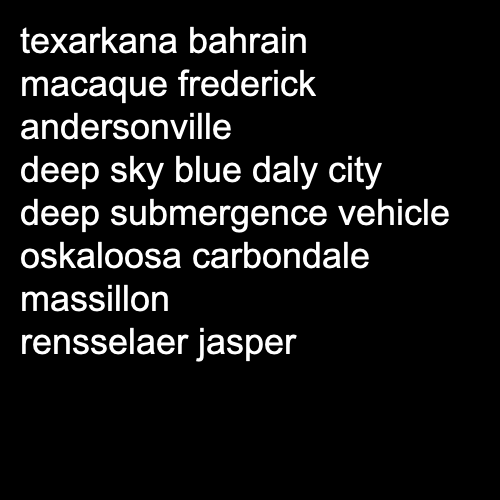 texarkana bahrain
macaque frederick
andersonville
deep sky blue daly city
deep submergence vehicle
oskaloosa carbondale
massillon
rensselaer jasper